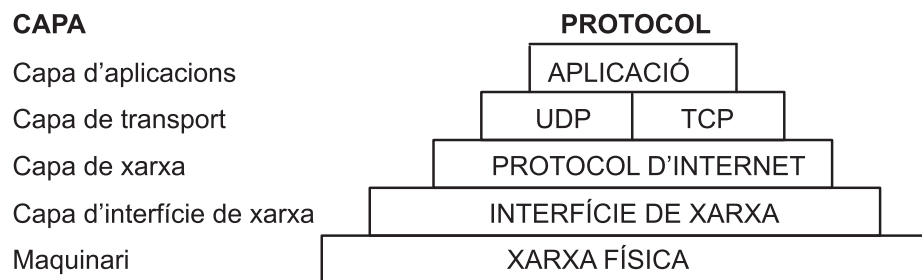 CAPA PROTOCOL
Capa d’aplicacions APLICACIÓ
Capa de transport UDP TCP
Capa de xarxa PROTOCOL D’INTERNET
Capa d’interfície de xarxa INTERFÍCIE DE XARXA
Maquinari XARXA FÍSICA